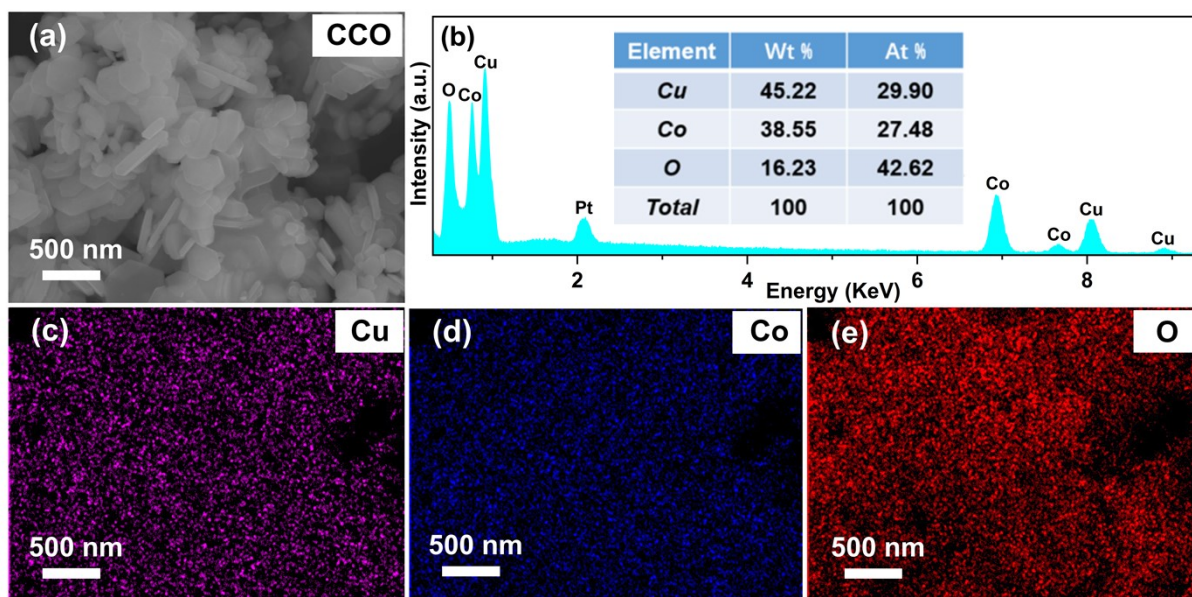 (a)
CCO
500 nm
(b)
Intensity (a.u.)
O
Co
Cu
Pt
Co
Co
Cu
Cu
Element Wt % At %
Cu 45.22 29.90
Co 38.55 27.48
O 16.23 42.62
Total 100 100
2 4 6 8
Energy (KeV)
(c)
Cu
500 nm
(d)
Co
500 nm
(e)
O
500 nm